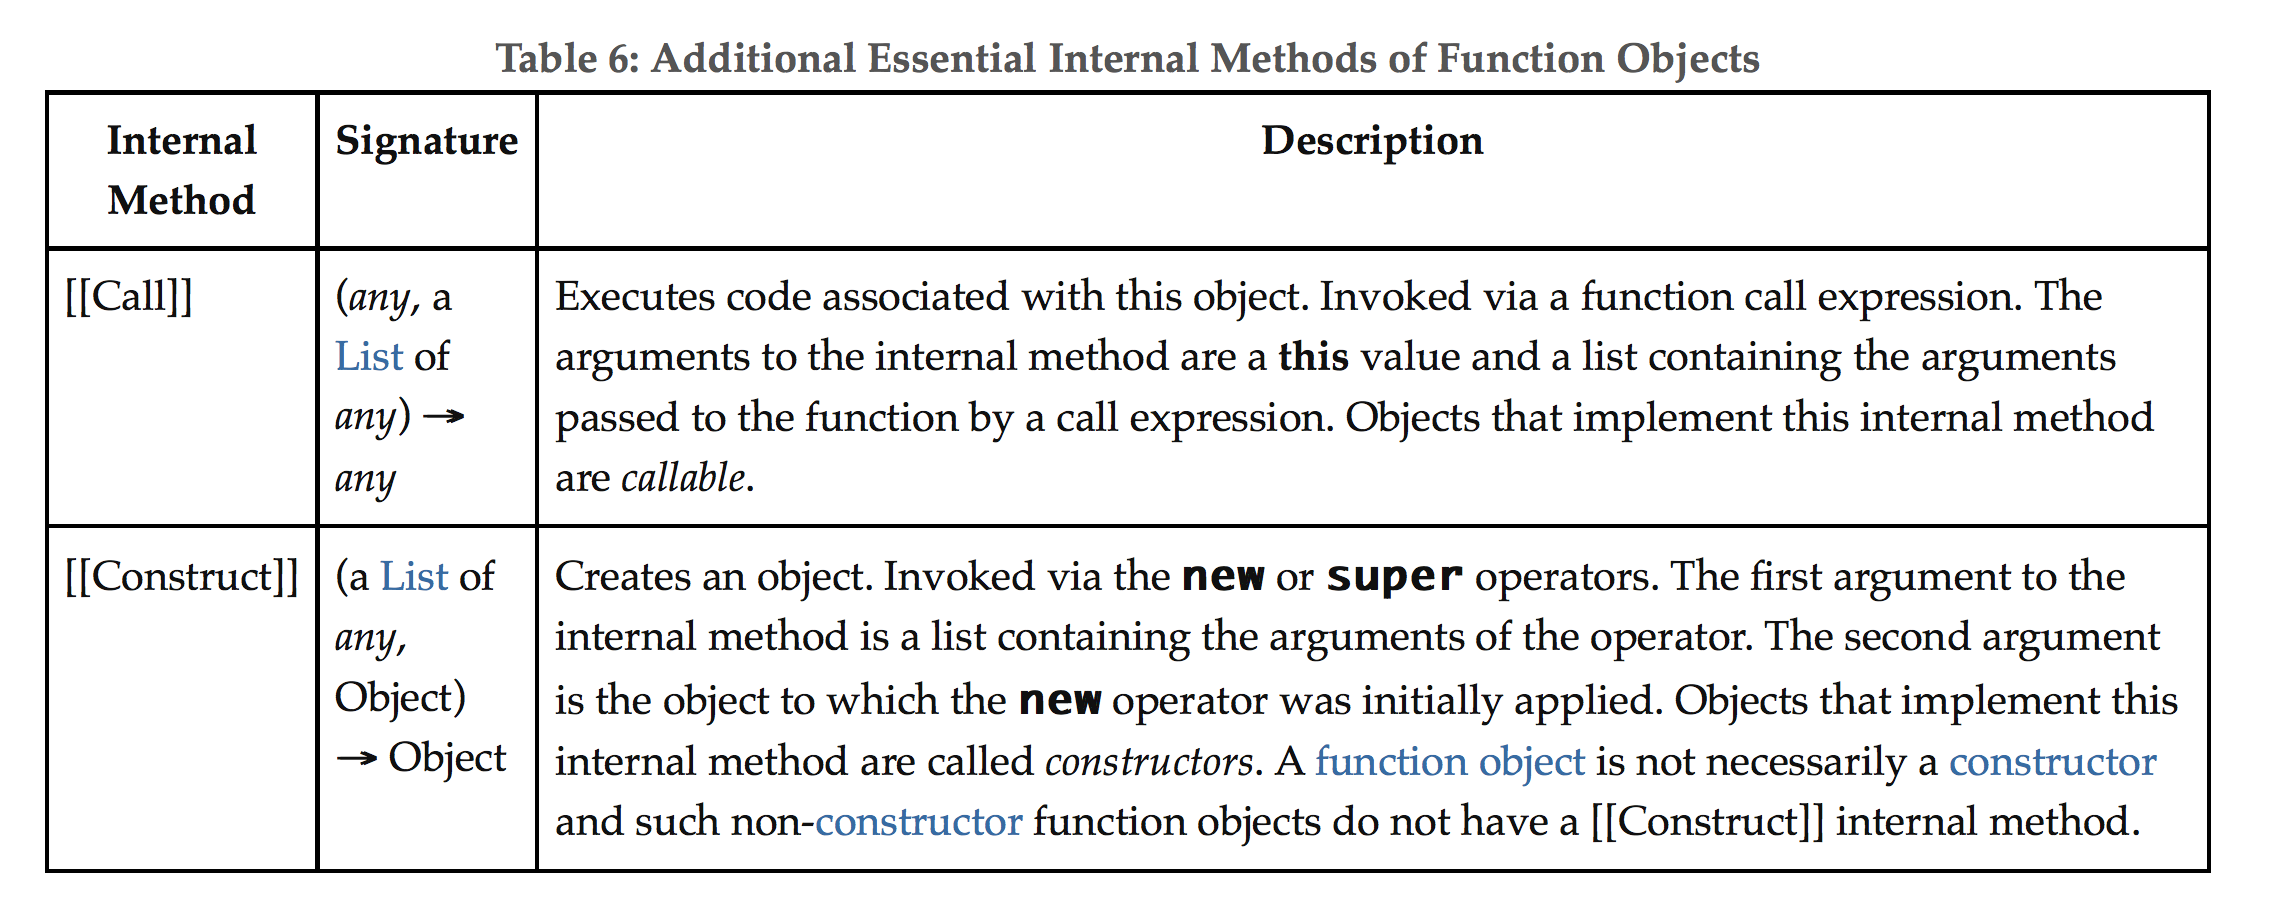 Table 6: Additional Essential Internal Methods of Function Objects
Internal
Method
Signature
Description
[[Call]]
(any, a
List of
any) →
any
Executes code associated with this object. Invoked via a function call expression. The
arguments to the internal method are a this value and a list containing the arguments
passed to the function by a call expression. Objects that implement this internal method
are callable.
[[Construct]]
(a List of
any,
Object)
→ Object
Creates an object. Invoked via the new or super operators. The first argument to the
internal method is a list containing the arguments of the operator. The second argument
is the object to which the new operator was initially applied. Objects that implement this
internal method are called constructors. A function object is not necessarily a constructor
and such non-constructor function objects do not have a [[Construct]] internal method.